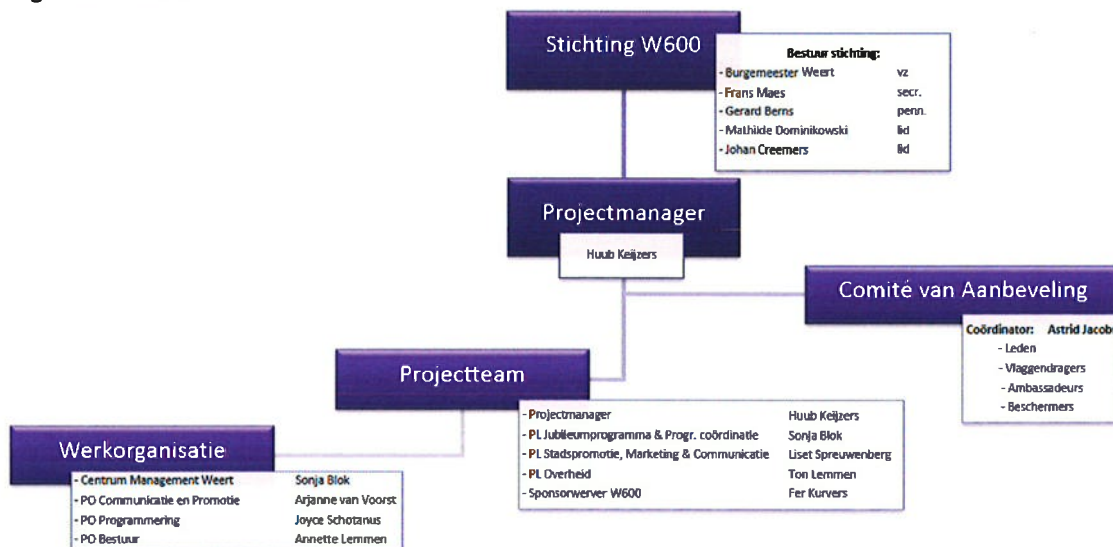 Stichting W600
Bestuur stichting:
- Burgemeester Weert vz
- Frans Maes secr.
- Gerard Berns penn.
- Mathilde Dominikowski lid
- Johan Creemers lid
Projectmanager
Huub Keijzers
Comité van Aanbeveling
Coördinator: Astrid Jacobs
- Leden
- Vlaggendragers
- Ambassadeurs
- Beschermers
Projectteam
- Projectmanager Huub Keijzers
- PL Jubileumprogramma & Progr. coördinatie Sonja Blok
- PL Stadspromotie, Marketing & Communicatie Liset Spreuwenberg
- PL Overheid Ton Lemmen
- Sponsorwerver W600 Fer Kurvers
Werkorganisatie
- Centrum Management Weert Sonja Blok
- PO Communicatie en Promotie Arjanne van Voorst
- PO Programmering Joyce Schotanus
- PO Bestuur Annette Lemmen